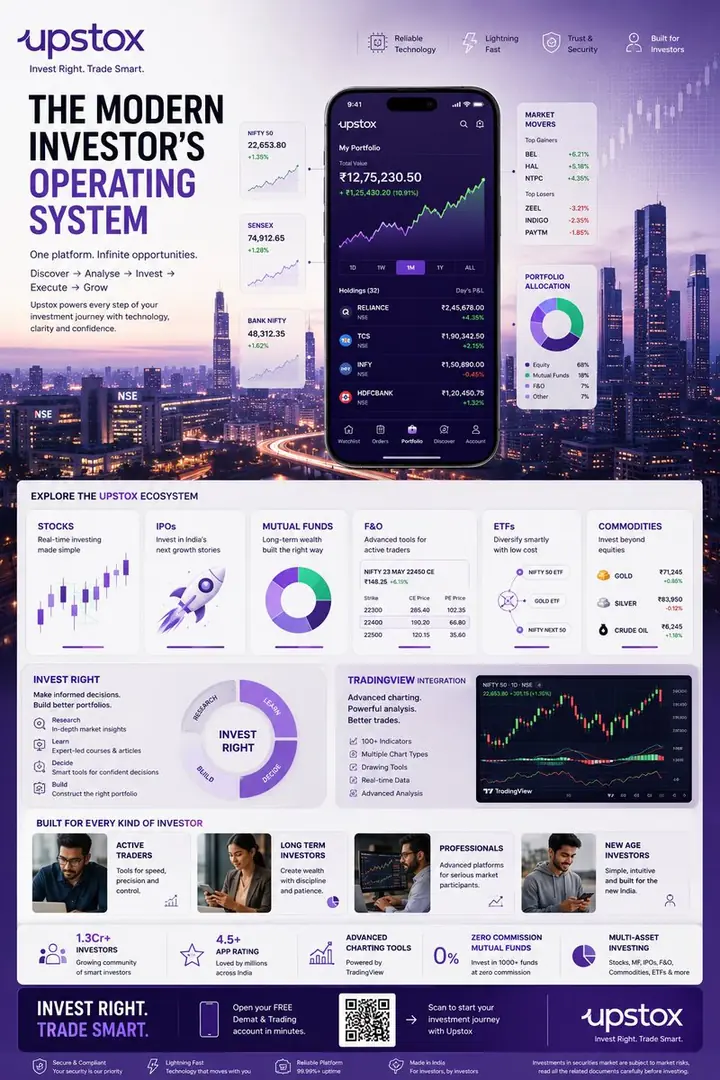 upstox
Invest Right. Trade Smart.
Reliable
Technology
Lightning
Fast
Trust &
Security
Built for
Investors
THE MODERN
INVESTOR'S
OPERATING
SYSTEM
One platform. Infinite opportunities.
Discover → Analyse → Invest →
Execute → Grow
Upstox powers every step of your
investment journey with technology,
clarity and confidence.
NIFTY 50
22,653.80
+1.35%
SENSEX
74,912.65
+1.28%
BANK NIFTY
48,312.35
+1.62%
9:41
upstox
My Portfolio
Total Value
₹12,75,230.50
+ ₹1,25,430.20 (10.91%)
1D 1W 1M 1Y ALL
Holdings (32) Day's P&L
RELIANCE ₹2,45,678.00
NSE +4.35%
TCS ₹1,90,342.50
NSE +2.15%
INFY ₹1,50,890.00
NSE -0.45%
HDFCBANK ₹1,20,450.75
NSE +1.32%
Watchlist Orders Portfolio Discover Account
MARKET
MOVERS
Top Gainers
BEL +6.21%
HAL +5.18%
NTPC +4.35%
Top Losers
ZEEL -3.21%
INDIGO -2.35%
PAYTM -1.85%
PORTFOLIO
ALLOCATION
Equity 68%
Mutual Funds 18%
F&O 7%
Other 7%
NSE
NSE
EXPLORE THE UPSTOX ECOSYSTEM
STOCKS
Real-time investing
made simple
IPOs
Invest in India's
next growth stories
MUTUAL FUNDS
Long-term wealth
built the right way
F&O
Advanced tools for
active traders
NIFTY 23 MAY 22450 CE
₹148.25 +6.19%
Strike CE Price PE Price
22300 265.40 102.35
22400 190.20 66.80
22500 120.15 35.60
ETFs
Diversify smartly
with low cost
NIFTY 50 ETF
GOLD ETF
NIFTY NEXT 50
COMMODITIES
Invest beyond
equities
GOLD ₹71,245
+0.86%
SILVER ₹83,950
-0.12%
CRUDE OIL ₹6,245
+1.18%
INVEST RIGHT
Make informed decisions.
Build better portfolios.
Research
In-depth market insights
Learn
Expert-led courses & articles
Decide
Smart tools for confident decisions
Build
Construct the right portfolio
RESEARCH
LEARN
DECIDE
BUILD
INVEST
RIGHT
TRADINGVIEW INTEGRATION
Advanced charting.
Powerful analysis.
Better trades.
100+ Indicators
Multiple Chart Types
Drawing Tools
Real-time Data
Advanced Analysis
NIFTY 50 · 1D · NSE
TradingView
BUILT FOR EVERY KIND OF INVESTOR
ACTIVE
TRADERS
Tools for speed,
precision and
control.
LONG TERM
INVESTORS
Create wealth
with discipline
and patience.
PROFESSIONALS
Advanced platforms
for serious market
participants.
NEW AGE
INVESTORS
Simple, intuitive
and built for the
new India.
1.3Cr+
INVESTORS
Growing community
of smart investors
4.5+
APP RATING
Loved by millions
across India
ADVANCED
CHARTING TOOLS
Powered by
TradingView
0%
ZERO COMMISSION
MUTUAL FUNDS
Invest in 1000+ funds
at zero commission
MULTI-ASSET
INVESTING
Stocks, MF, IPOs, F&O,
Commodities, ETFs & more
INVEST RIGHT.
TRADE SMART.
Open your FREE
Demat & Trading
account in minutes.
→
Scan to start your
investment journey
with Upstox
upstox
Invest Right. Trade Smart.
Secure & Compliant
Your security is our priority
Lightning Fast
Technology that moves with you
Reliable Platform
99.99%+ uptime
Made in India
For investors, by investors
Investments in securities market are subject to market risks,
read all the related documents carefully before investing.